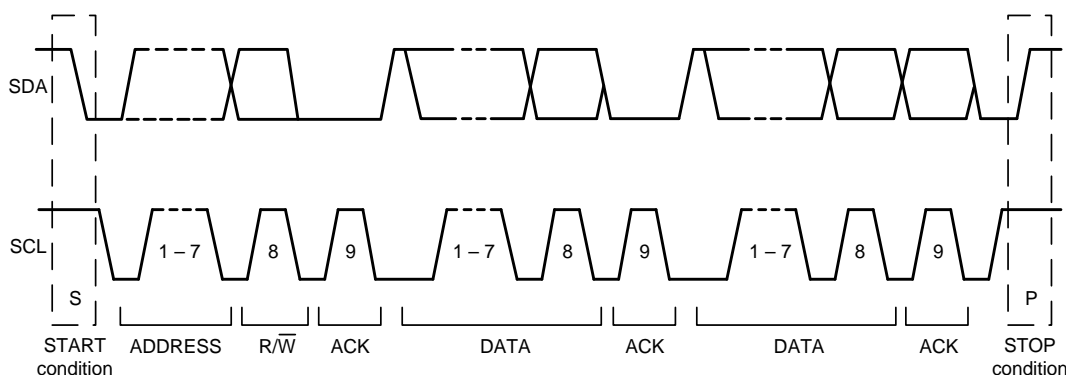 SDA
SCL
1 – 7 8 9 1 – 7 8 9 1 – 7 8 9
S P
START condition ADDRESS R/W̅ ACK DATA ACK DATA ACK STOP condition